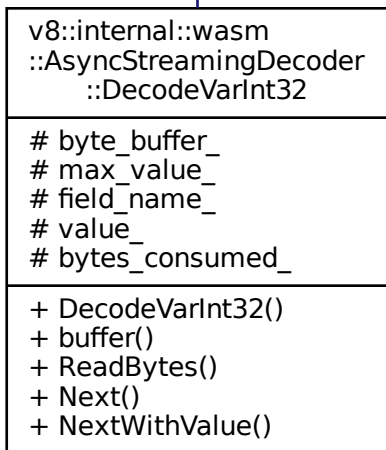 v8::internal::wasm
::AsyncStreamingDecoder
::DecodeVarInt32
# byte_buffer_
# max_value_
# field_name_
# value_
# bytes_consumed_
+ DecodeVarInt32()
+ buffer()
+ ReadBytes()
+ Next()
+ NextWithValue()